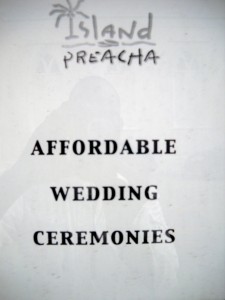 ISLAND
PREACHA
AFFORDABLE
WEDDING
CEREMONIES